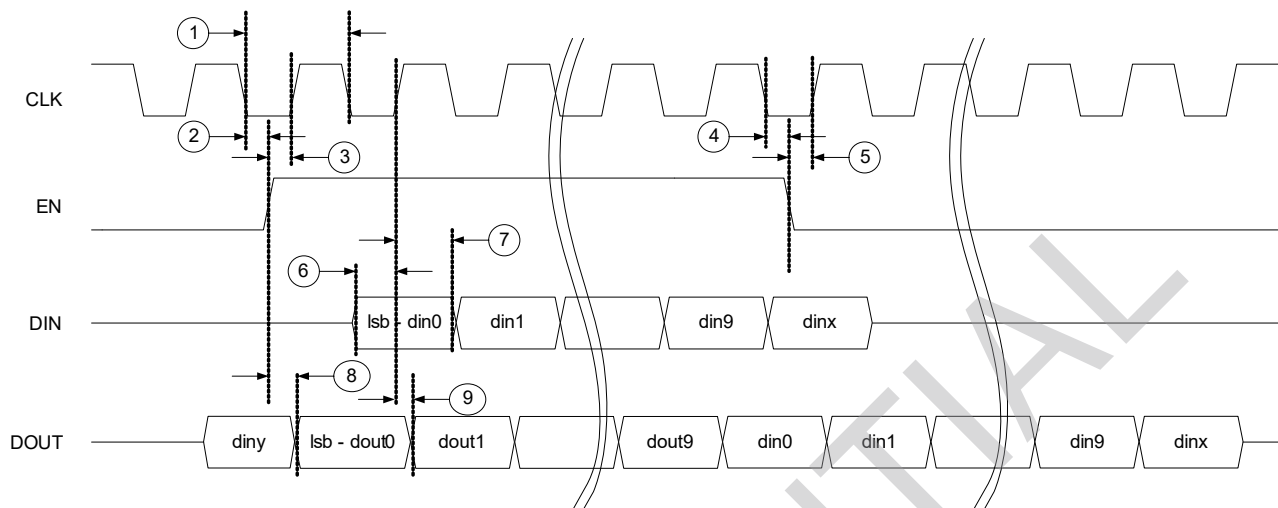 1
CLK
2
4
3
5
EN
7
6
DIN
lsb - din0
din1
din9
dinx
8
9
DOUT
diny
lsb - dout0
dout1
dout9
din0
din1
din9
dinx